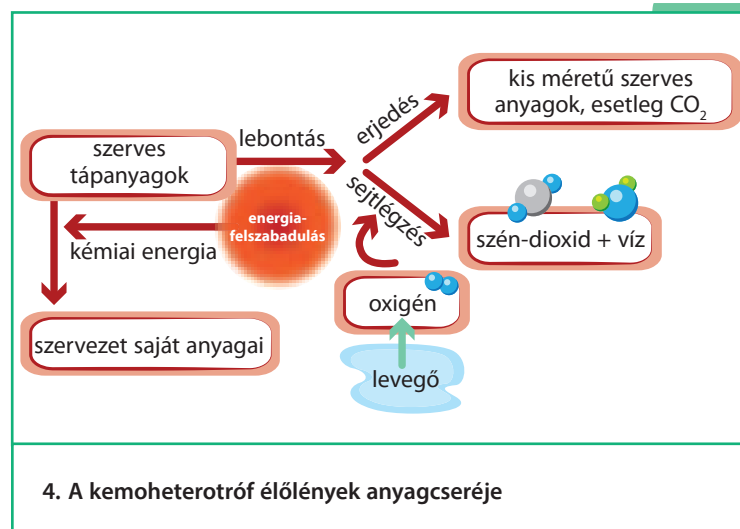 szerves
tápanyagok
lebontás
erjedés
kis méretű szerves
anyagok, esetleg CO₂
sejtlégzés
energia-
felszabadulás
kémiai energia
szén-dioxid + víz
oxigén
szervezet saját anyagai
levegő
4. A kemoheterotróf élőlények anyagcseréje